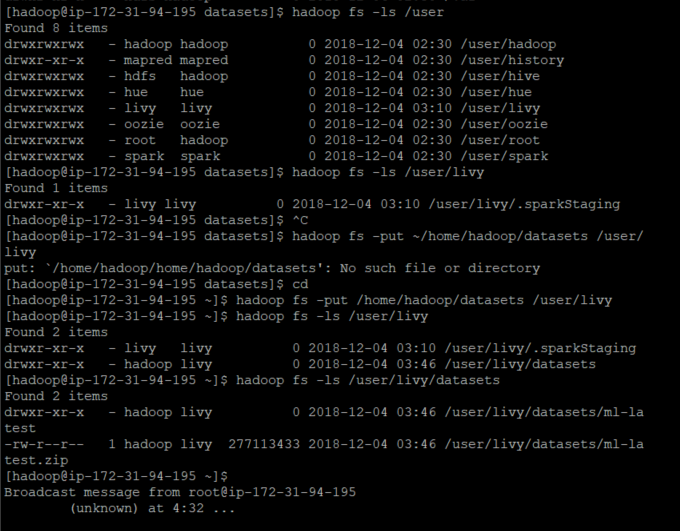 [hadoop@ip-172-31-94-195 datasets]$ hadoop fs -ls /user
Found 8 items
drwxrwxrwx   - hadoop hadoop          0 2018-12-04 02:30 /user/hadoop
drwxr-xr-x   - mapred mapred          0 2018-12-04 02:30 /user/history
drwxrwxrwx   - hdfs   hadoop          0 2018-12-04 02:30 /user/hive
drwxrwxrwx   - hue    hue             0 2018-12-04 02:30 /user/hue
drwxrwxrwx   - livy   livy            0 2018-12-04 03:10 /user/livy
drwxrwxrwx   - oozie  oozie           0 2018-12-04 02:30 /user/oozie
drwxrwxrwx   - root   hadoop          0 2018-12-04 02:30 /user/root
drwxrwxrwx   - spark  spark           0 2018-12-04 02:30 /user/spark
[hadoop@ip-172-31-94-195 datasets]$ hadoop fs -ls /user/livy
Found 1 items
drwxr-xr-x   - livy livy          0 2018-12-04 03:10 /user/livy/.sparkStaging
[hadoop@ip-172-31-94-195 datasets]$ ^C
[hadoop@ip-172-31-94-195 datasets]$ hadoop fs -put ~/home/hadoop/datasets /user/
livy
put: `/home/hadoop/home/hadoop/datasets': No such file or directory
[hadoop@ip-172-31-94-195 datasets]$ cd
[hadoop@ip-172-31-94-195 ~]$ hadoop fs -put /home/hadoop/datasets /user/livy
[hadoop@ip-172-31-94-195 ~]$ hadoop fs -ls /user/livy
Found 2 items
drwxr-xr-x   - livy   livy          0 2018-12-04 03:10 /user/livy/.sparkStaging
drwxr-xr-x   - hadoop livy          0 2018-12-04 03:46 /user/livy/datasets
[hadoop@ip-172-31-94-195 ~]$ hadoop fs -ls /user/livy/datasets
Found 2 items
drwxr-xr-x   - hadoop livy          0 2018-12-04 03:46 /user/livy/datasets/ml-la
test
-rw-r--r--   1 hadoop livy  277113433 2018-12-04 03:46 /user/livy/datasets/ml-la
test.zip
[hadoop@ip-172-31-94-195 ~]$
Broadcast message from root@ip-172-31-94-195
(unknown) at 4:32 ...